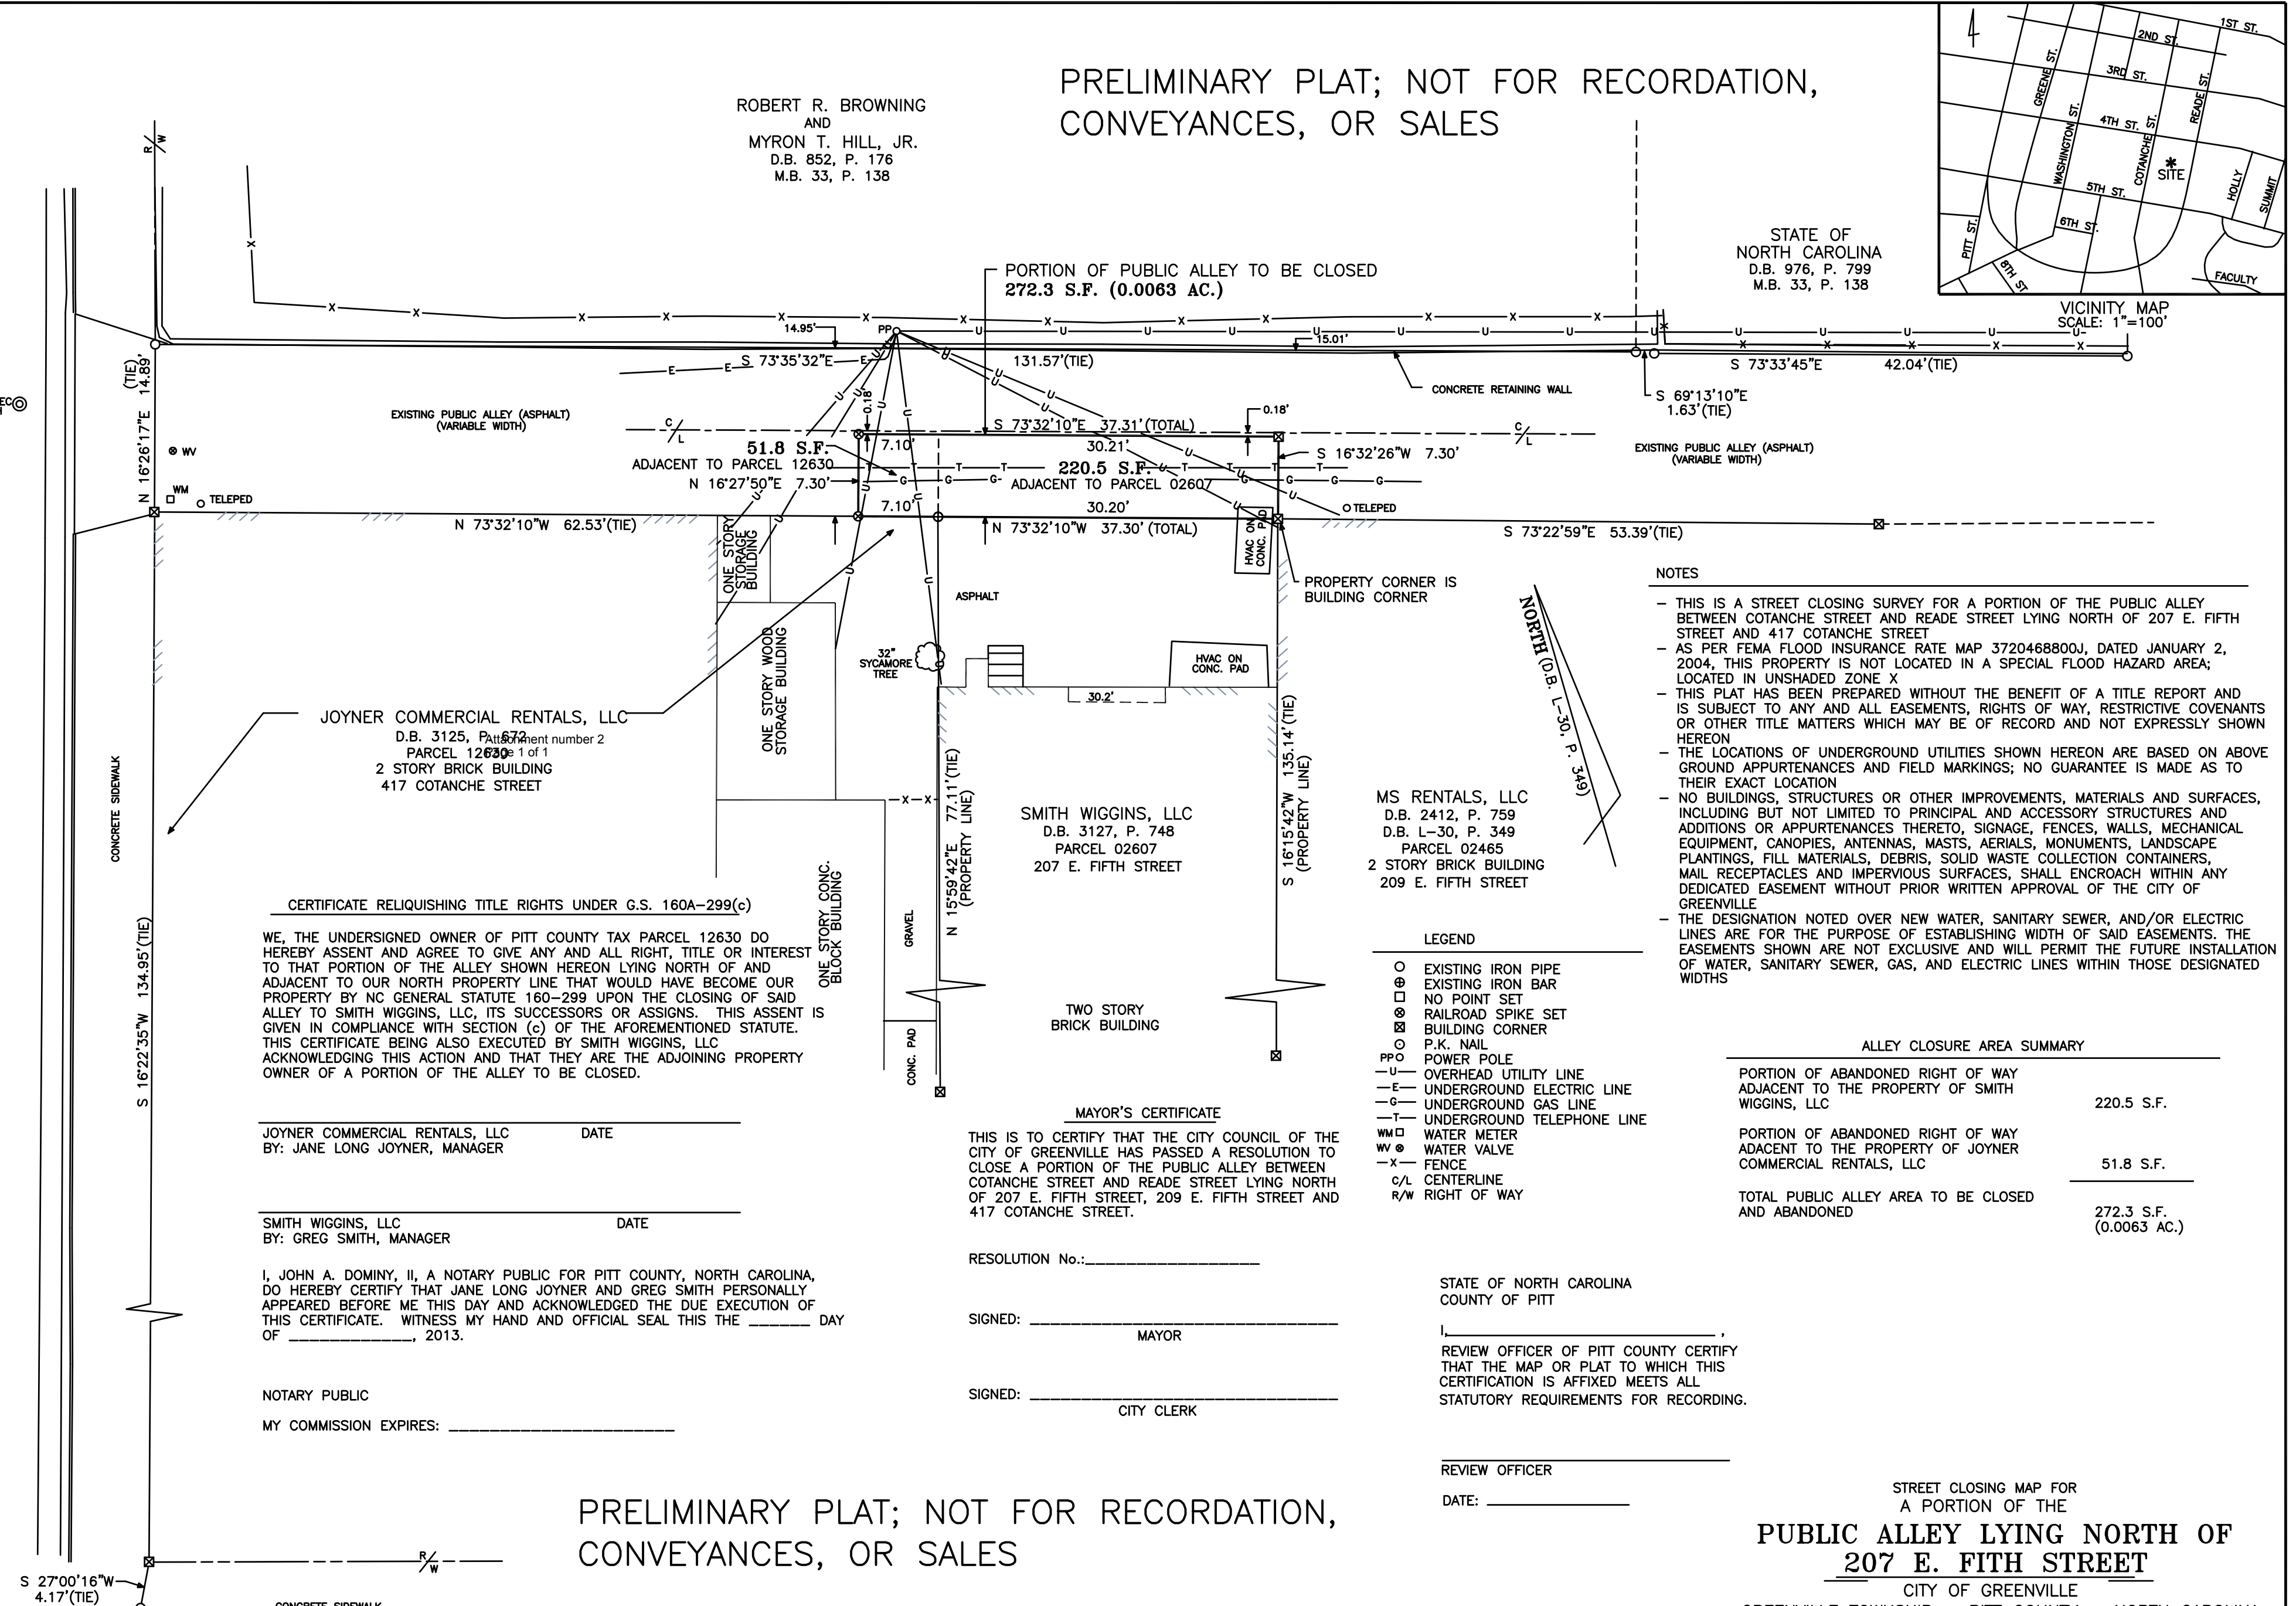 PRELIMINARY PLAT; NOT FOR RECORDATION,
CONVEYANCES, OR SALES
ROBERT R. BROWNING
AND
MYRON T. HILL, JR.
D.B. 852, P. 176
M.B. 33, P. 138
1ST ST.
2ND ST.
3RD ST.
4TH ST.
5TH ST.
6TH ST.
8TH ST
GREENE ST.
WASHINGTON ST.
COTANCHE ST.
READE ST.
PITT ST.
HOLLY
SUMMIT
FACULTY
*
SITE
VICINITY MAP
SCALE: 1"=100'
STATE OF
NORTH CAROLINA
D.B. 976, P. 799
M.B. 33, P. 138
R/W
PORTION OF PUBLIC ALLEY TO BE CLOSED
272.3 S.F. (0.0063 AC.)
14.95'
PP
15.01'
S 73°35'32"E
131.57'(TIE)
S 73°33'45"E 42.04'(TIE)
CONCRETE RETAINING WALL
S 69°13'10"E
1.63'(TIE)
N 16°26'17"E 14.89'
(TIE)
EC
EXISTING PUBLIC ALLEY (ASPHALT)
(VARIABLE WIDTH)
C/L
0.18'
S 73°32'10"E 37.31'(TOTAL)
0.18'
C/L
EXISTING PUBLIC ALLEY (ASPHALT)
(VARIABLE WIDTH)
WV
WM
TELEPED
51.8 S.F.
ADJACENT TO PARCEL 12630
7.10'
30.21'
220.5 S.F.
ADJACENT TO PARCEL 02607
S 16°32'26"W 7.30'
N 16°27'50"E 7.30'
7.10'
30.20'
TELEPED
N 73°32'10"W 62.53'(TIE)
N 73°32'10"W 37.30' (TOTAL)
S 73°22'59"E 53.39'(TIE)
ONE STORY
STORAGE
BUILDING
HVAC ON
CONC. PAD
PROPERTY CORNER IS
BUILDING CORNER
ASPHALT
32"
SYCAMORE
TREE
ONE STORY WOOD
STORAGE BUILDING
HVAC ON
CONC. PAD
30.2'
NORTH (D.B. L-30, P. 349)
JOYNER COMMERCIAL RENTALS, LLC
D.B. 3125, P. 672
Attachment number 2
PARCEL 12630
Page 1 of 1
2 STORY BRICK BUILDING
417 COTANCHE STREET
CONCRETE SIDEWALK
N 15°59'42"E 77.11'(TIE)
(PROPERTY LINE)
SMITH WIGGINS, LLC
D.B. 3127, P. 748
PARCEL 02607
207 E. FIFTH STREET
S 16°15'42"W 135.14'(TIE)
(PROPERTY LINE)
MS RENTALS, LLC
D.B. 2412, P. 759
D.B. L-30, P. 349
PARCEL 02465
2 STORY BRICK BUILDING
209 E. FIFTH STREET
ONE STORY CONC.
BLOCK BUILDING
GRAVEL
CONC. PAD
TWO STORY
BRICK BUILDING
S 16°22'35"W 134.95'(TIE)
NOTES
– THIS IS A STREET CLOSING SURVEY FOR A PORTION OF THE PUBLIC ALLEY
BETWEEN COTANCHE STREET AND READE STREET LYING NORTH OF 207 E. FIFTH
STREET AND 417 COTANCHE STREET
– AS PER FEMA FLOOD INSURANCE RATE MAP 3720468800J, DATED JANUARY 2,
2004, THIS PROPERTY IS NOT LOCATED IN A SPECIAL FLOOD HAZARD AREA;
LOCATED IN UNSHADED ZONE X
– THIS PLAT HAS BEEN PREPARED WITHOUT THE BENEFIT OF A TITLE REPORT AND
IS SUBJECT TO ANY AND ALL EASEMENTS, RIGHTS OF WAY, RESTRICTIVE COVENANTS
OR OTHER TITLE MATTERS WHICH MAY BE OF RECORD AND NOT EXPRESSLY SHOWN
HEREON
– THE LOCATIONS OF UNDERGROUND UTILITIES SHOWN HEREON ARE BASED ON ABOVE
GROUND APPURTENANCES AND FIELD MARKINGS; NO GUARANTEE IS MADE AS TO
THEIR EXACT LOCATION
– NO BUILDINGS, STRUCTURES OR OTHER IMPROVEMENTS, MATERIALS AND SURFACES,
INCLUDING BUT NOT LIMITED TO PRINCIPAL AND ACCESSORY STRUCTURES AND
ADDITIONS OR APPURTENANCES THERETO, SIGNAGE, FENCES, WALLS, MECHANICAL
EQUIPMENT, CANOPIES, ANTENNAS, MASTS, AERIALS, MONUMENTS, LANDSCAPE
PLANTINGS, FILL MATERIALS, DEBRIS, SOLID WASTE COLLECTION CONTAINERS,
MAIL RECEPTACLES AND IMPERVIOUS SURFACES, SHALL ENCROACH WITHIN ANY
DEDICATED EASEMENT WITHOUT PRIOR WRITTEN APPROVAL OF THE CITY OF
GREENVILLE
– THE DESIGNATION NOTED OVER NEW WATER, SANITARY SEWER, AND/OR ELECTRIC
LINES ARE FOR THE PURPOSE OF ESTABLISHING WIDTH OF SAID EASEMENTS. THE
EASEMENTS SHOWN ARE NOT EXCLUSIVE AND WILL PERMIT THE FUTURE INSTALLATION
OF WATER, SANITARY SEWER, GAS, AND ELECTRIC LINES WITHIN THOSE DESIGNATED
WIDTHS
CERTIFICATE RELIQUISHING TITLE RIGHTS UNDER G.S. 160A-299(c)
WE, THE UNDERSIGNED OWNER OF PITT COUNTY TAX PARCEL 12630 DO
HEREBY ASSENT AND AGREE TO GIVE ANY AND ALL RIGHT, TITLE OR INTEREST
TO THAT PORTION OF THE ALLEY SHOWN HEREON LYING NORTH OF AND
ADJACENT TO OUR NORTH PROPERTY LINE THAT WOULD HAVE BECOME OUR
PROPERTY BY NC GENERAL STATUTE 160-299 UPON THE CLOSING OF SAID
ALLEY TO SMITH WIGGINS, LLC, ITS SUCCESSORS OR ASSIGNS. THIS ASSENT IS
GIVEN IN COMPLIANCE WITH SECTION (c) OF THE AFOREMENTIONED STATUTE.
THIS CERTIFICATE BEING ALSO EXECUTED BY SMITH WIGGINS, LLC
ACKNOWLEDGING THIS ACTION AND THAT THEY ARE THE ADJOINING PROPERTY
OWNER OF A PORTION OF THE ALLEY TO BE CLOSED.
JOYNER COMMERCIAL RENTALS, LLC DATE
BY: JANE LONG JOYNER, MANAGER
SMITH WIGGINS, LLC DATE
BY: GREG SMITH, MANAGER
I, JOHN A. DOMINY, II, A NOTARY PUBLIC FOR PITT COUNTY, NORTH CAROLINA,
DO HEREBY CERTIFY THAT JANE LONG JOYNER AND GREG SMITH PERSONALLY
APPEARED BEFORE ME THIS DAY AND ACKNOWLEDGED THE DUE EXECUTION OF
THIS CERTIFICATE. WITNESS MY HAND AND OFFICIAL SEAL THIS THE ______ DAY
OF ____________, 2013.
NOTARY PUBLIC
MY COMMISSION EXPIRES: ______________________
MAYOR'S CERTIFICATE
THIS IS TO CERTIFY THAT THE CITY COUNCIL OF THE
CITY OF GREENVILLE HAS PASSED A RESOLUTION TO
CLOSE A PORTION OF THE PUBLIC ALLEY BETWEEN
COTANCHE STREET AND READE STREET LYING NORTH
OF 207 E. FIFTH STREET, 209 E. FIFTH STREET AND
417 COTANCHE STREET.
RESOLUTION No.:_________________
SIGNED: ______________________________
MAYOR
SIGNED: ______________________________
CITY CLERK
LEGEND
EXISTING IRON PIPE
EXISTING IRON BAR
NO POINT SET
RAILROAD SPIKE SET
BUILDING CORNER
P.K. NAIL
PP POWER POLE
—U— OVERHEAD UTILITY LINE
—E— UNDERGROUND ELECTRIC LINE
—G— UNDERGROUND GAS LINE
—T— UNDERGROUND TELEPHONE LINE
WM WATER METER
WV WATER VALVE
—X— FENCE
C/L CENTERLINE
R/W RIGHT OF WAY
ALLEY CLOSURE AREA SUMMARY
PORTION OF ABANDONED RIGHT OF WAY
ADJACENT TO THE PROPERTY OF SMITH
WIGGINS, LLC 220.5 S.F.
PORTION OF ABANDONED RIGHT OF WAY
ADACENT TO THE PROPERTY OF JOYNER
COMMERCIAL RENTALS, LLC 51.8 S.F.
TOTAL PUBLIC ALLEY AREA TO BE CLOSED
AND ABANDONED 272.3 S.F.
(0.0063 AC.)
STATE OF NORTH CAROLINA
COUNTY OF PITT
I,__________________________ ,
REVIEW OFFICER OF PITT COUNTY CERTIFY
THAT THE MAP OR PLAT TO WHICH THIS
CERTIFICATION IS AFFIXED MEETS ALL
STATUTORY REQUIREMENTS FOR RECORDING.
REVIEW OFFICER
DATE: ______________
PRELIMINARY PLAT; NOT FOR RECORDATION,
CONVEYANCES, OR SALES
R/W
S 27°00'16"W
4.17'(TIE)
CONCRETE SIDEWALK
STREET CLOSING MAP FOR
A PORTION OF THE
PUBLIC ALLEY LYING NORTH OF
207 E. FITH STREET
CITY OF GREENVILLE
GREENVILLE TOWNSHIP, PITT COUNTY, NORTH CAROLINA